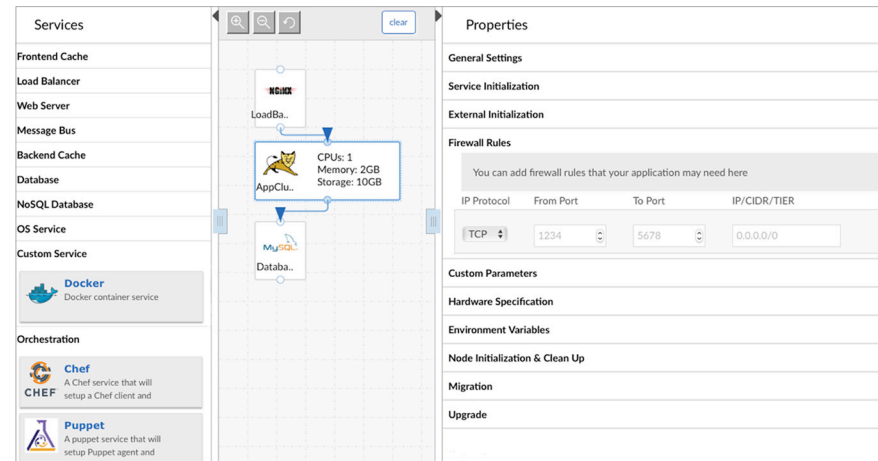 Services
Frontend Cache
Load Balancer
Web Server
Message Bus
Backend Cache
Database
NoSQL Database
OS Service
Custom Service
Docker
Docker container service
Orchestration
CHEF
Chef
A Chef service that will
setup a Chef client and
Puppet
A puppet service that will
setup Puppet agent and
clear
NGiNX
LoadBa..
CPUs: 1
Memory: 2GB
Storage: 10GB
AppClu..
MySQL
Databa..
Properties
General Settings
Service Initialization
External Initialization
Firewall Rules
You can add firewall rules that your application may need here
IP Protocol From Port To Port IP/CIDR/TIER
TCP 1234 5678 0.0.0.0/0
Custom Parameters
Hardware Specification
Environment Variables
Node Initialization & Clean Up
Migration
Upgrade